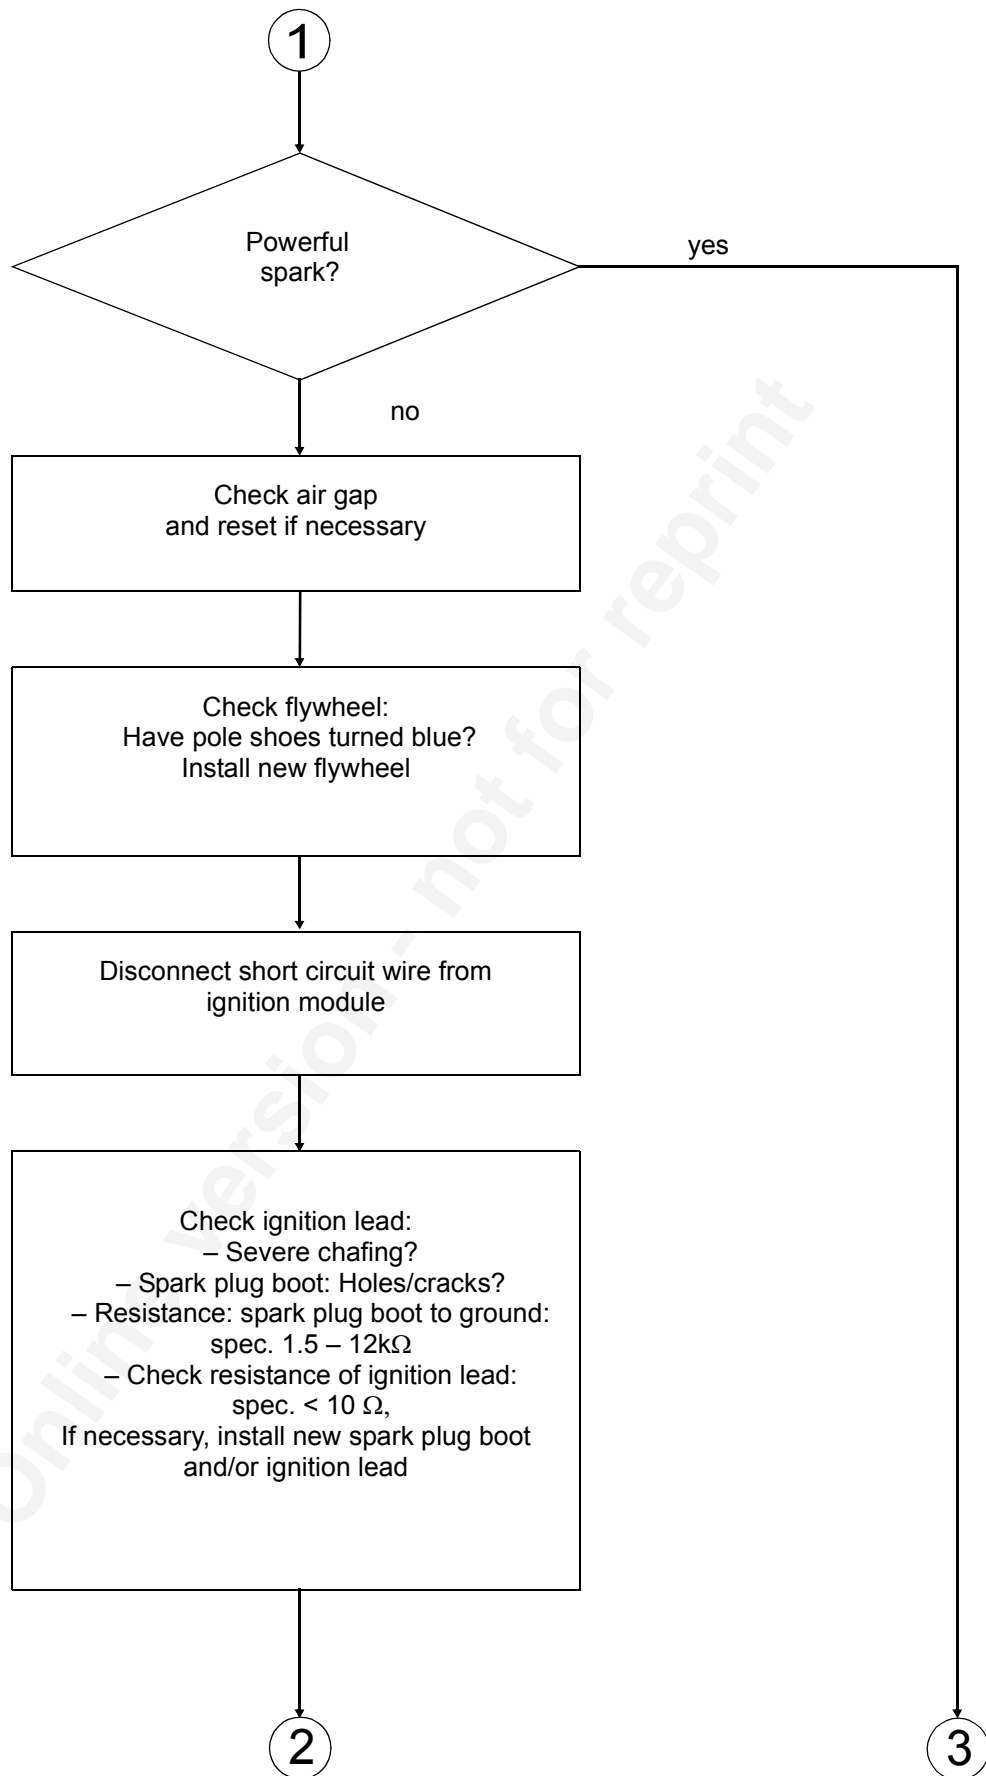 1
Powerful
spark?
yes
no
Check air gap
and reset if necessary
Check flywheel:
Have pole shoes turned blue?
Install new flywheel
Disconnect short circuit wire from
ignition module
Check ignition lead:
– Severe chafing?
– Spark plug boot: Holes/cracks?
– Resistance: spark plug boot to ground:
spec. 1.5 – 12kΩ
– Check resistance of ignition lead:
spec. < 10 Ω,
If necessary, install new spark plug boot
and/or ignition lead
2
3
Online version - not for reprint